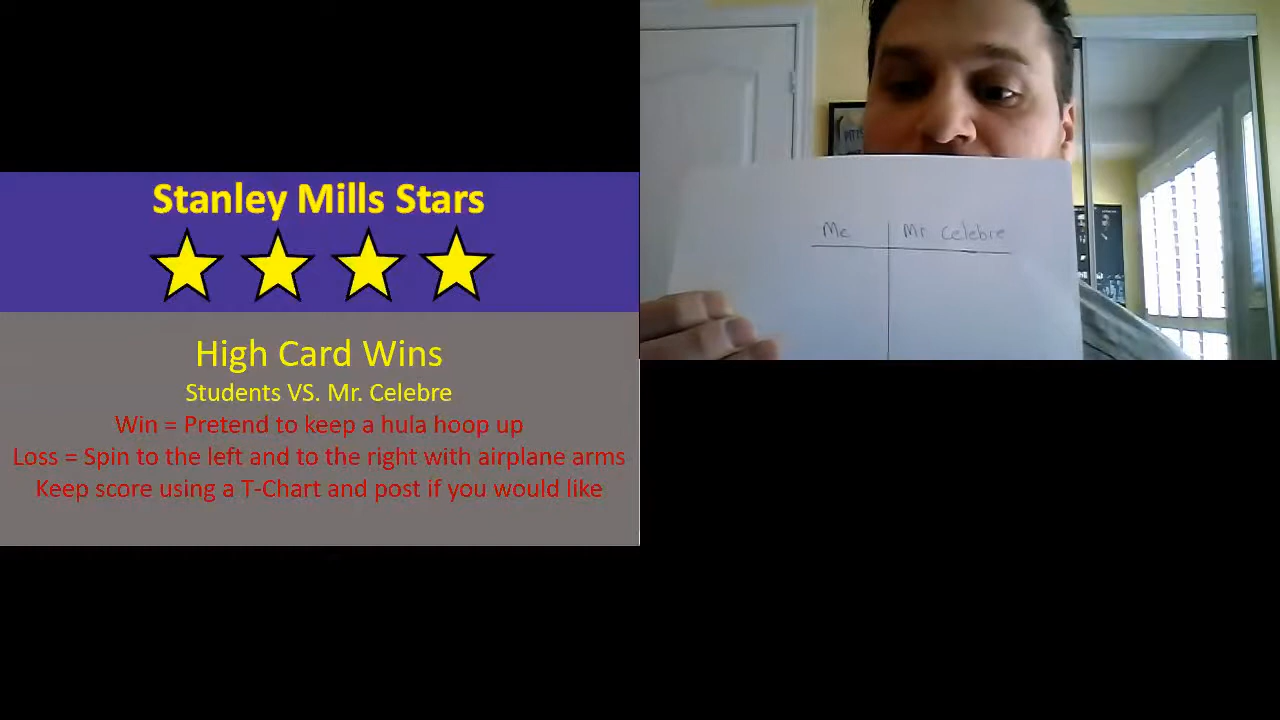 Stanley Mills Stars
High Card Wins
Students VS. Mr. Celebre
Win = Pretend to keep a hula hoop up
Loss = Spin to the left and to the right with airplane arms
Keep score using a T-Chart and post if you would like
Me
Mr Celebre